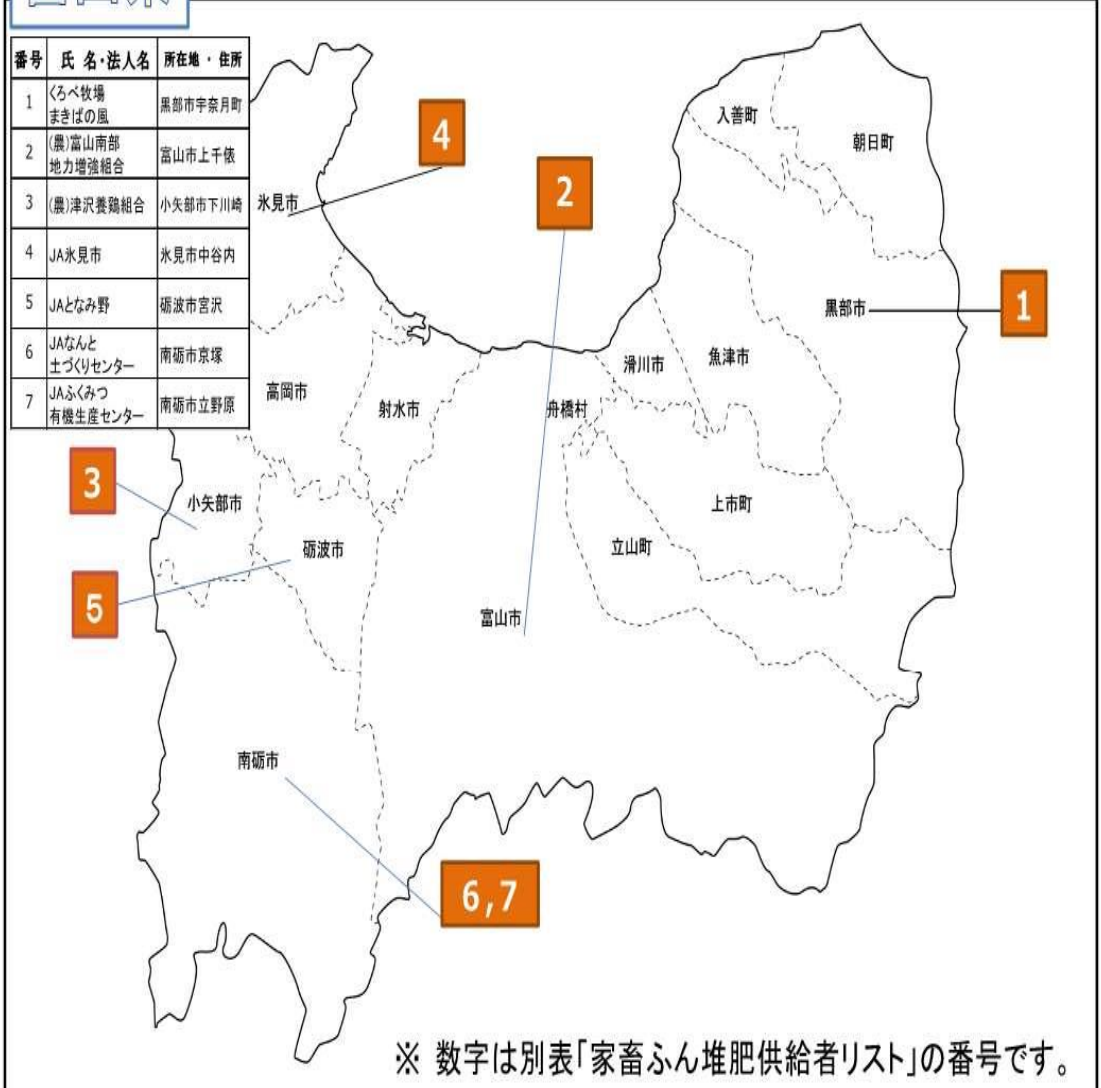 番号 氏 名・法人名 所在地 ・ 住所
1 くろべ牧場 まきばの風 黒部市宇奈月町
2 (農)富山南部 地力増強組合 富山市上千俵
3 (農)津沢養鶏組合 小矢部市下川崎
4 JA氷見市 氷見市中谷内
5 JAとなみ野 砺波市宮沢
6 JAなんと 土づくりセンター 南砺市京塚
7 JAふくみつ 有機生産センター 南砺市立野原
入善町
朝日町
4
2
氷見市
黒部市
1
滑川市
魚津市
高岡市
射水市
舟橋村
3
小矢部市
上市町
砺波市
立山町
5
富山市
南砺市
6,7
※ 数字は別表「家畜ふん堆肥供給者リスト」の番号です。